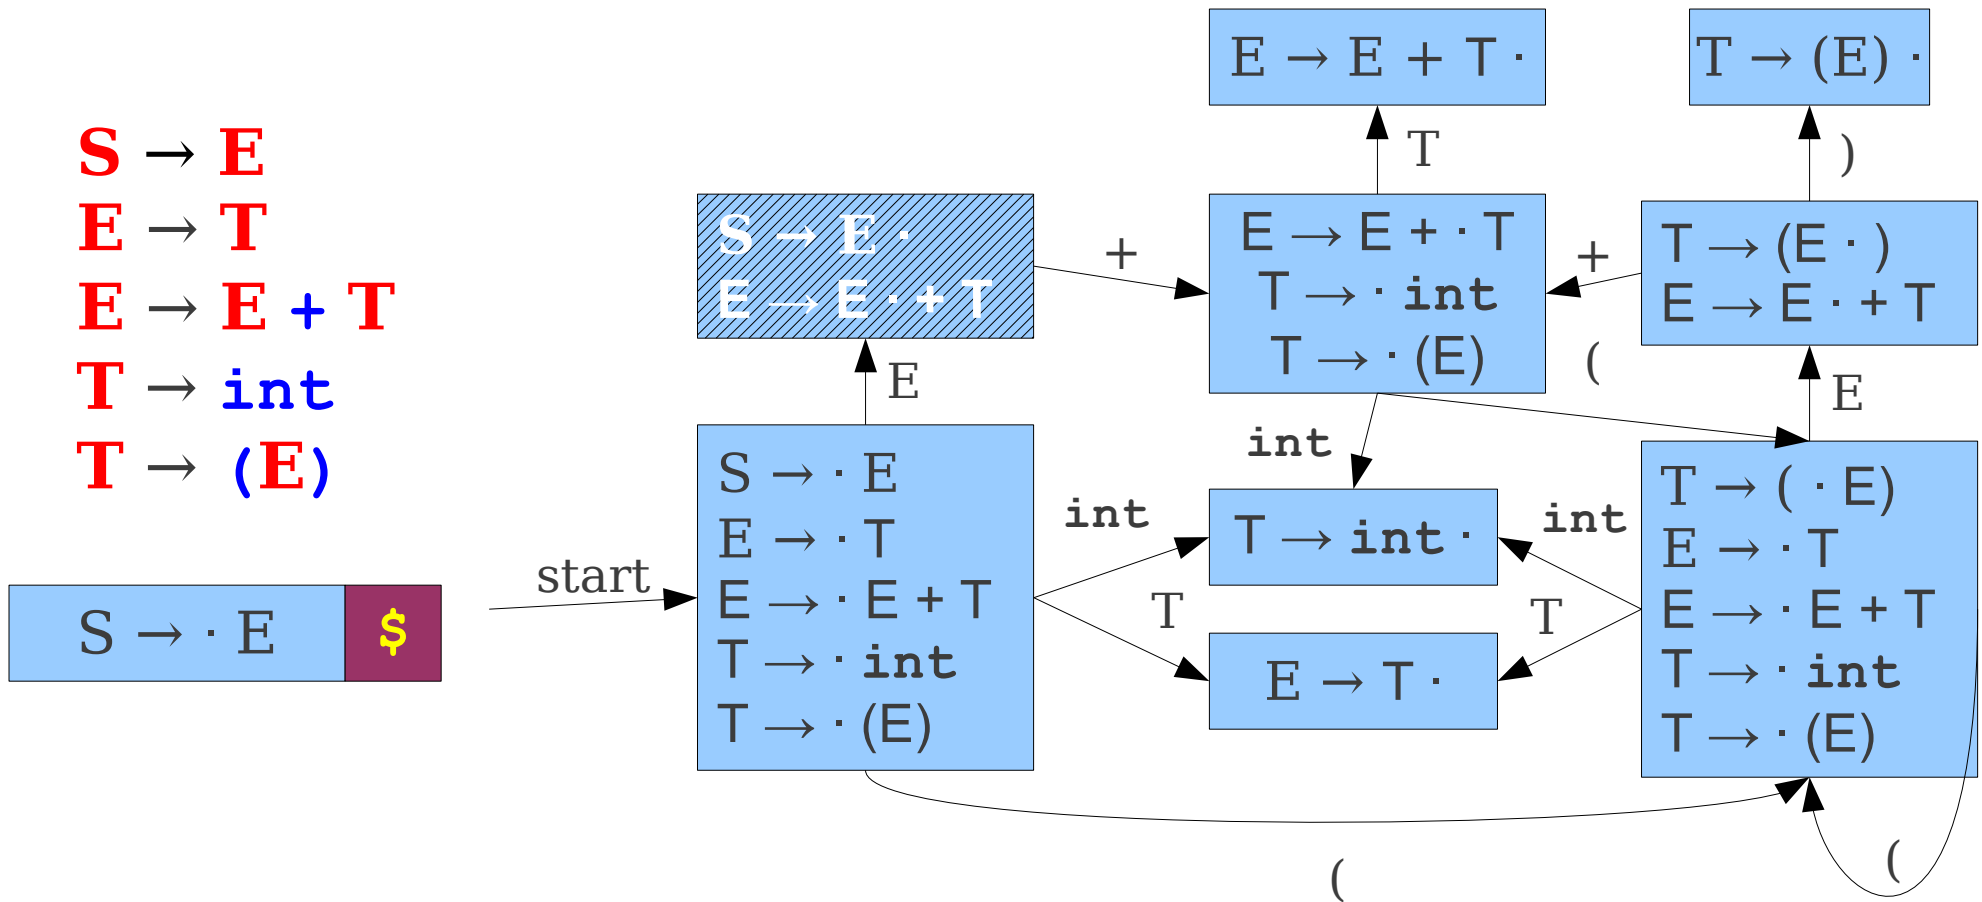 S → E
E → T
E → E + T
T → int
T → (E)
S → · E
$
start
S → E ·
E → E · + T
E
S → · E
E → · T
E → · E + T
T → · int
T → · (E)
+
E → E + T ·
T
E → E + · T
T → · int
T → · (E)
int
int
T → int ·
T
E → T ·
T → (E) ·
)
+
T → (E · )
E → E · + T
(
E
int
T
T → ( · E)
E → · T
E → · E + T
T → · int
T → · (E)
(
(